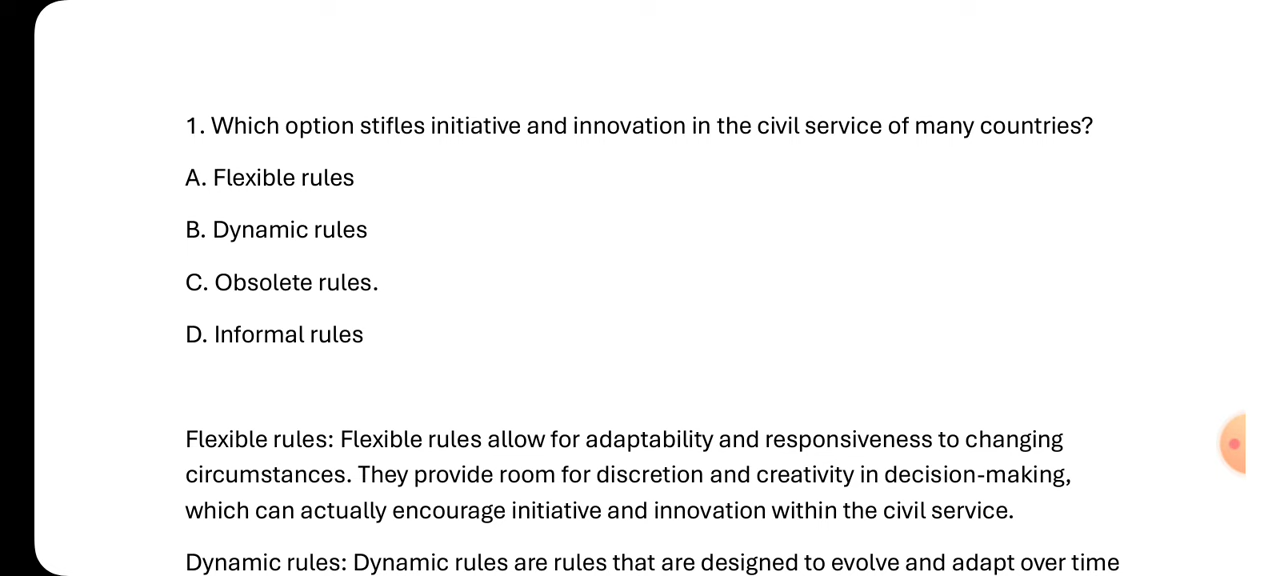 1. Which option stifles initiative and innovation in the civil service of many countries?
A. Flexible rules
B. Dynamic rules
C. Obsolete rules.
D. Informal rules
Flexible rules: Flexible rules allow for adaptability and responsiveness to changing
circumstances. They provide room for discretion and creativity in decision-making,
which can actually encourage initiative and innovation within the civil service.
Dynamic rules: Dynamic rules are rules that are designed to evolve and adapt over time